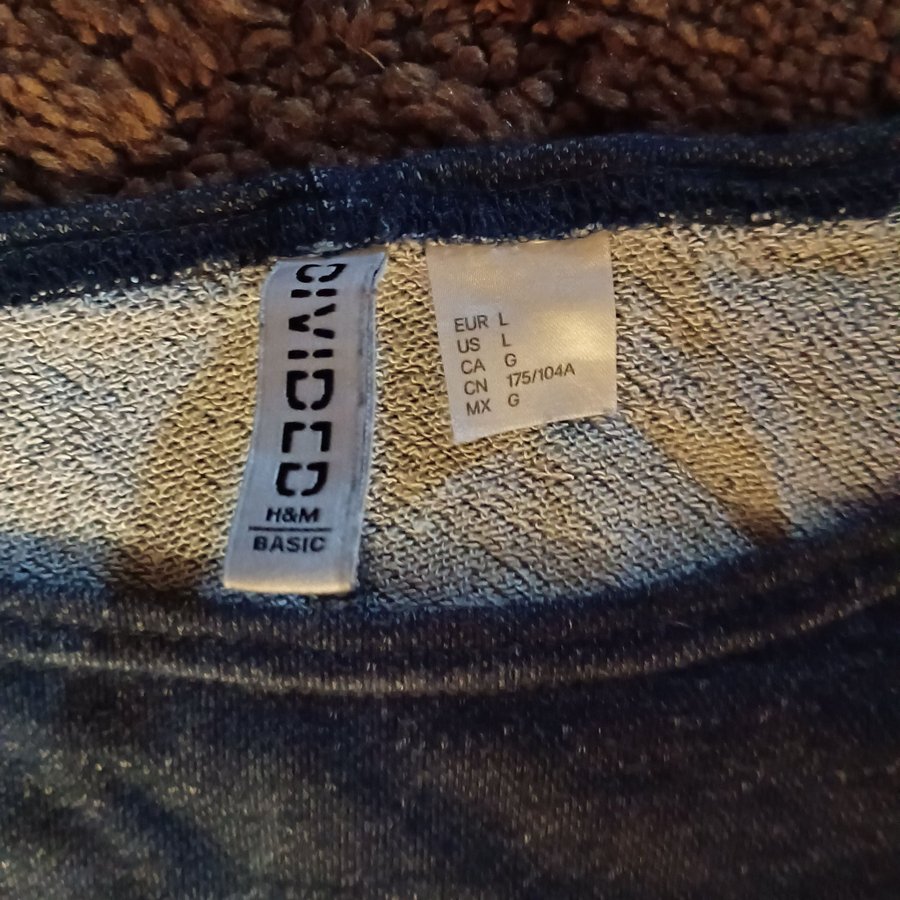 DIVIDED
H&M
BASIC
EUR L
US L
CA G
CN 175/104A
MX G